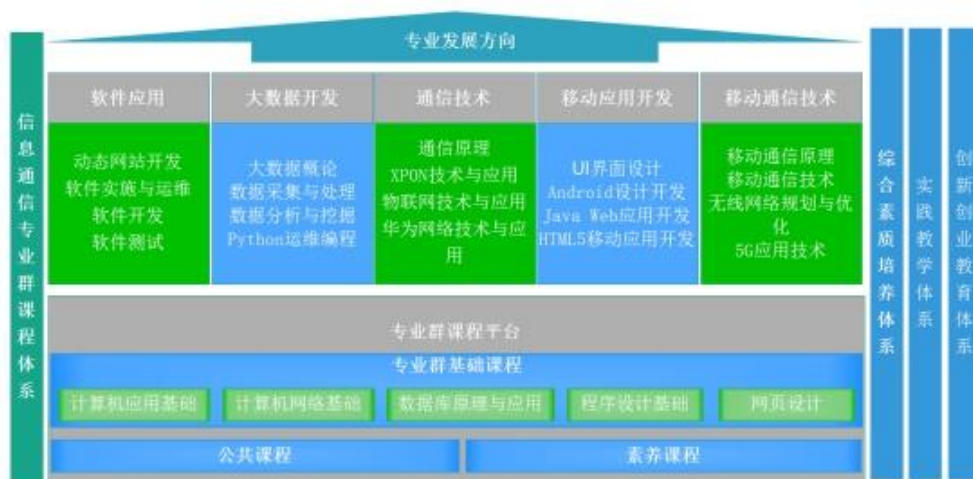 专业发展方向
信息通信专业群课程体系
软件应用
动态网站开发
软件实施与运维
软件开发
软件测试
大数据开发
大数据概论
数据采集与处理
数据分析与挖掘
Python运维编程
通信技术
通信原理
XPON技术与应用
物联网技术与应用
华为网络技术与应
用
移动应用开发
UI界面设计
Android设计开发
Java Web应用开发
HTML5移动应用开发
移动通信技术
移动通信原理
移动通信技术
无线网络规划与优
化
5G应用技术
专业群课程平台
专业群基础课程
计算机应用基础
计算机网络基础
数据库原理与应用
程序设计基础
网页设计
公共课程
素养课程
综合素质培养体系
实践教学体系
创新创业教育体系